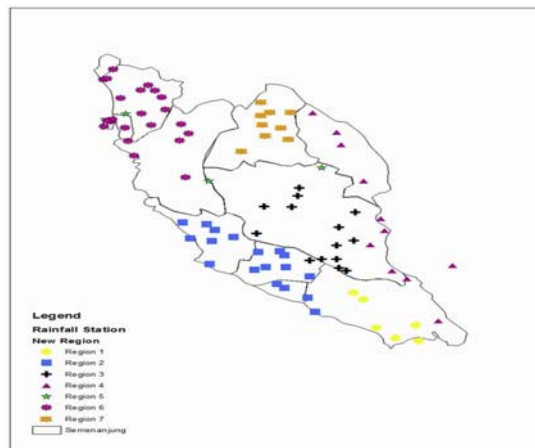 Legend
Rainfall Station
New Region
Region 1
Region 2
Region 3
Region 4
Region 5
Region 6
Region 7
Semenanjung